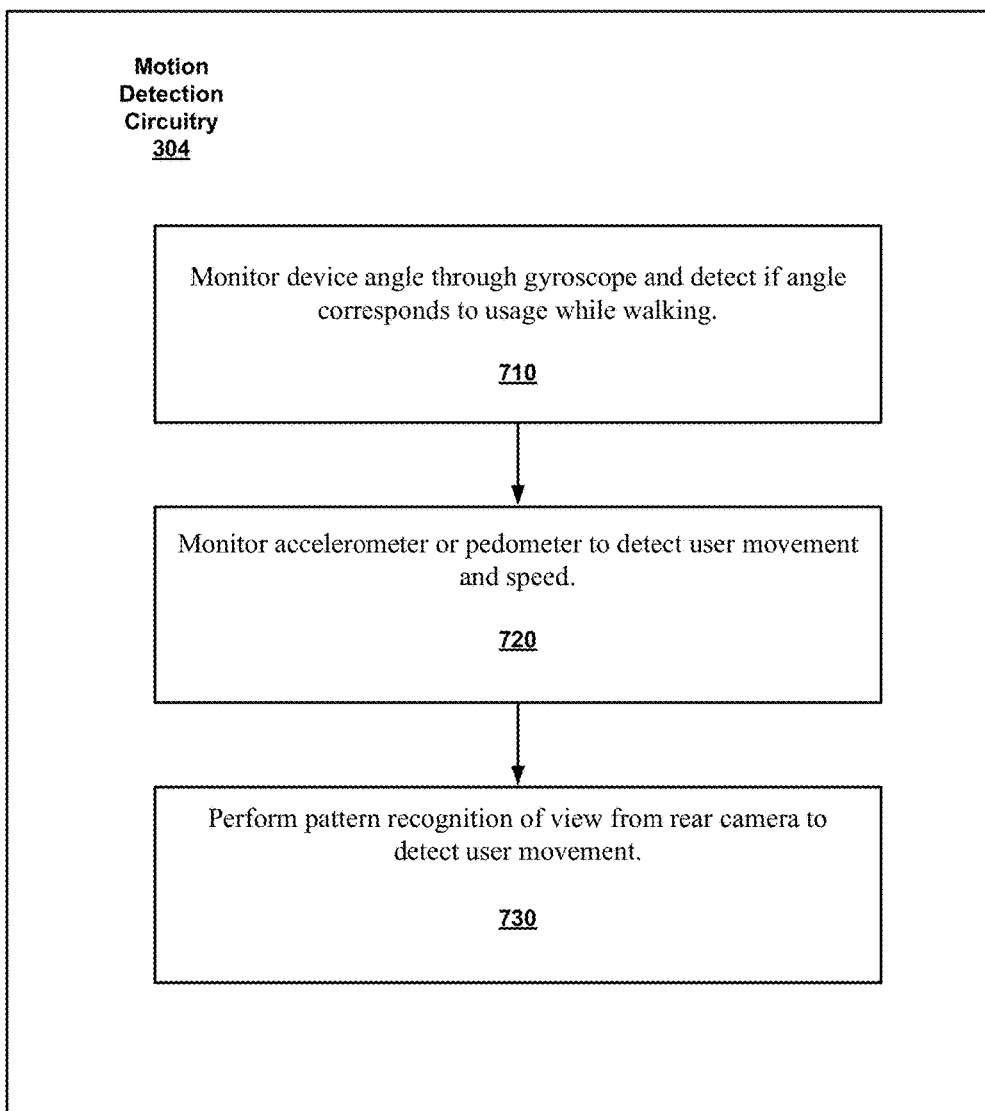 Motion
Detection
Circuitry
304
Monitor device angle through gyroscope and detect if angle
corresponds to usage while walking.
710
Monitor accelerometer or pedometer to detect user movement
and speed.
720
Perform pattern recognition of view from rear camera to
detect user movement.
730